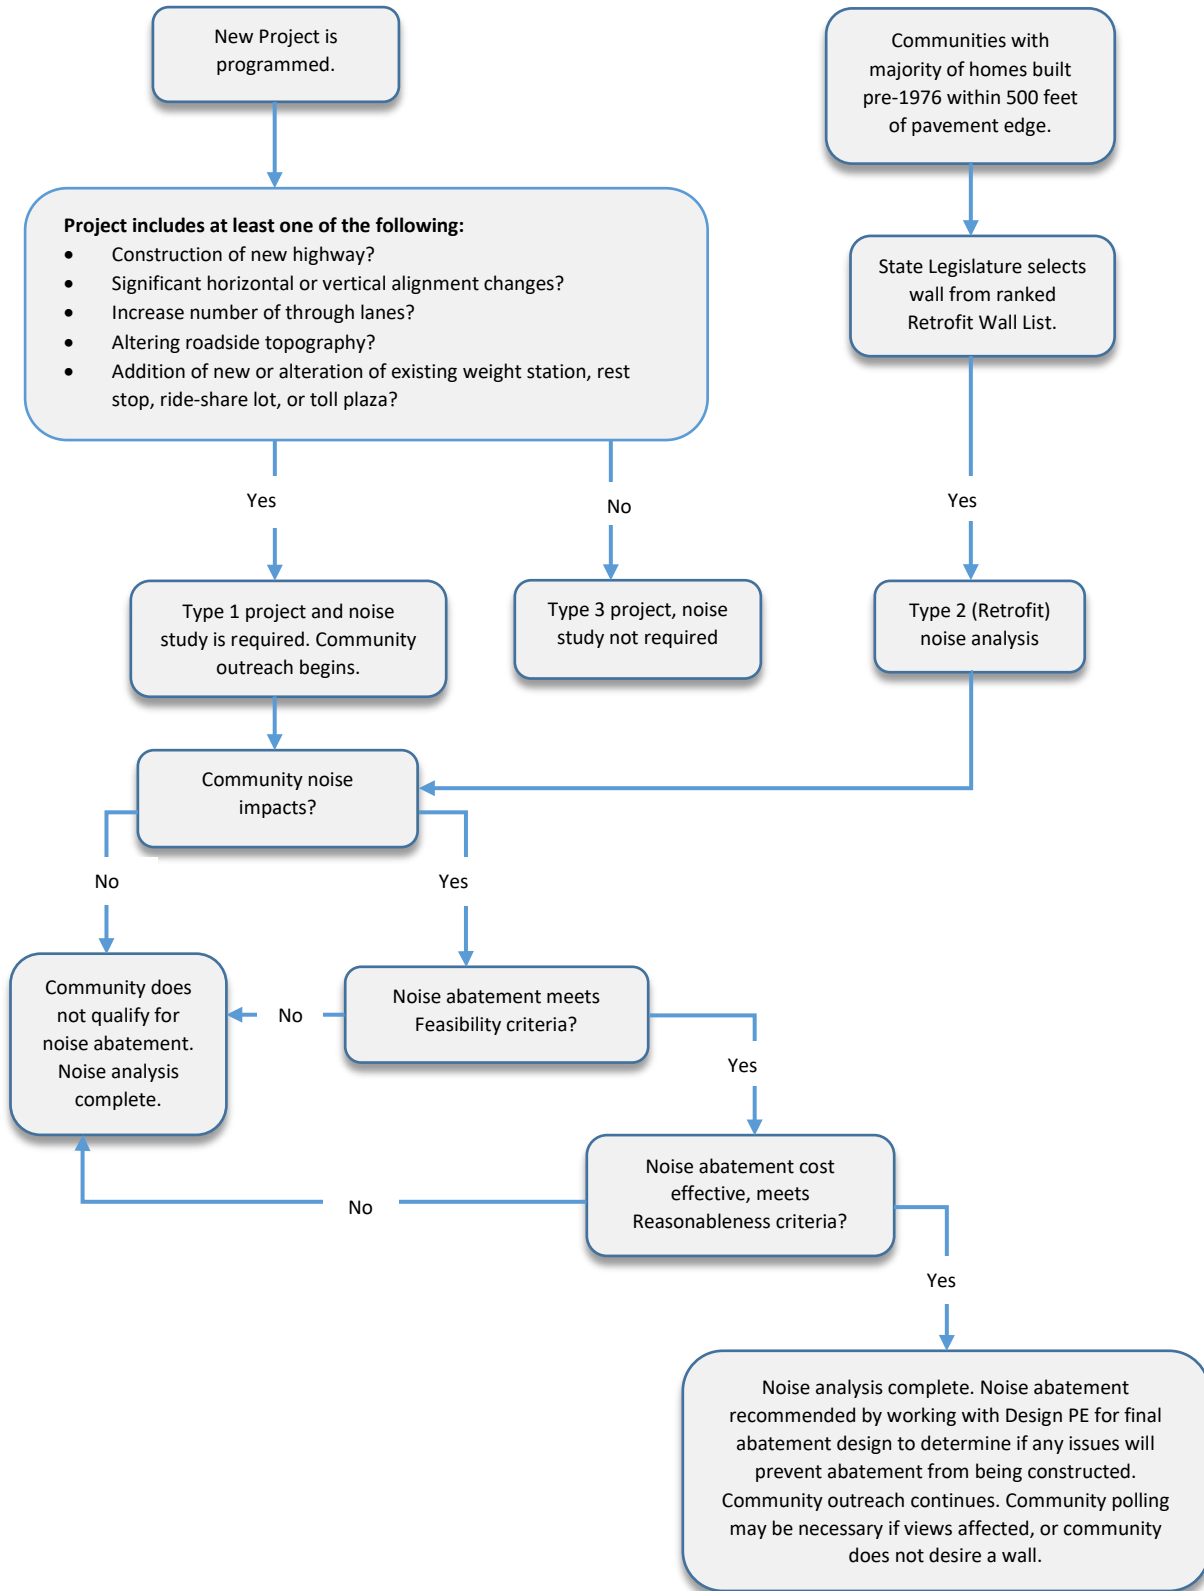 New Project is
programmed.
Communities with
majority of homes built
pre-1976 within 500 feet
of pavement edge.
Project includes at least one of the following:
• Construction of new highway?
• Significant horizontal or vertical alignment changes?
• Increase number of through lanes?
• Altering roadside topography?
• Addition of new or alteration of existing weight station, rest
stop, ride-share lot, or toll plaza?
State Legislature selects
wall from ranked
Retrofit Wall List.
Yes
No
Yes
Type 1 project and noise
study is required. Community
outreach begins.
Type 3 project, noise
study not required
Type 2 (Retrofit)
noise analysis
Community noise
impacts?
No
Yes
Community does
not qualify for
noise abatement.
Noise analysis
complete.
No
Noise abatement meets
Feasibility criteria?
Yes
Noise abatement cost
effective, meets
Reasonableness criteria?
No
Yes
Noise analysis complete. Noise abatement
recommended by working with Design PE for final
abatement design to determine if any issues will
prevent abatement from being constructed.
Community outreach continues. Community polling
may be necessary if views affected, or community
does not desire a wall.